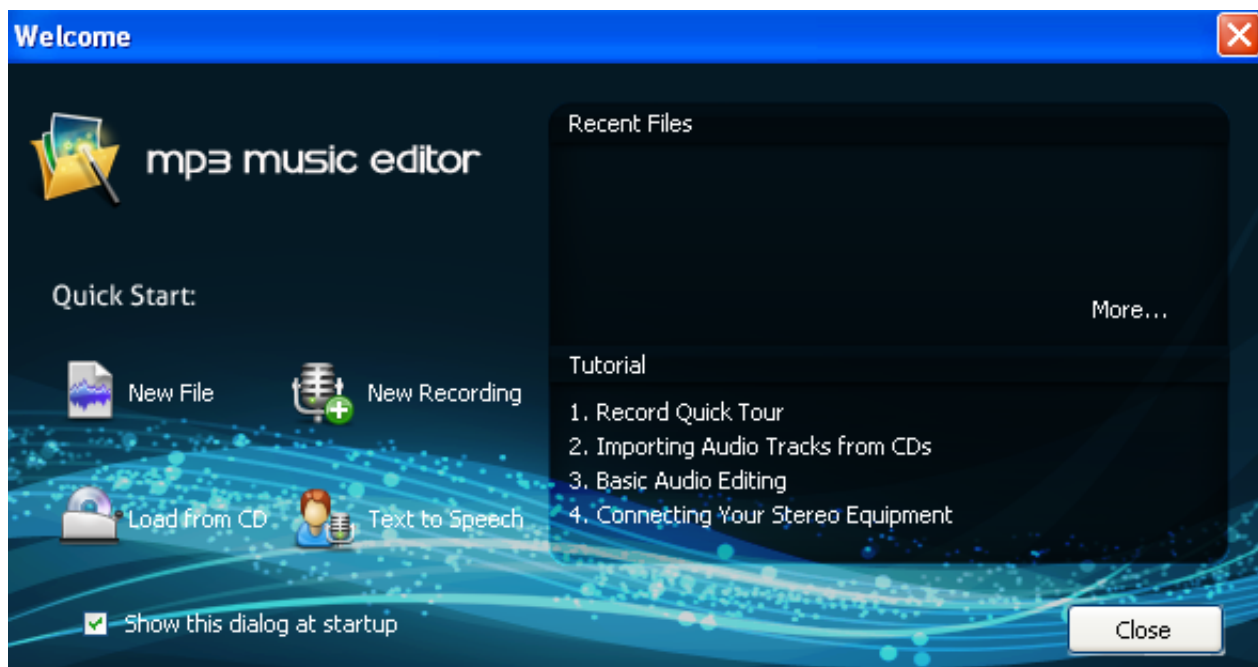 Welcome
mp3 music editor
Quick Start:
New File
New Recording
Load from CD
Text to Speech
Show this dialog at startup
Recent Files
More...
Tutorial
1. Record Quick Tour
2. Importing Audio Tracks from CDs
3. Basic Audio Editing
4. Connecting Your Stereo Equipment
Close